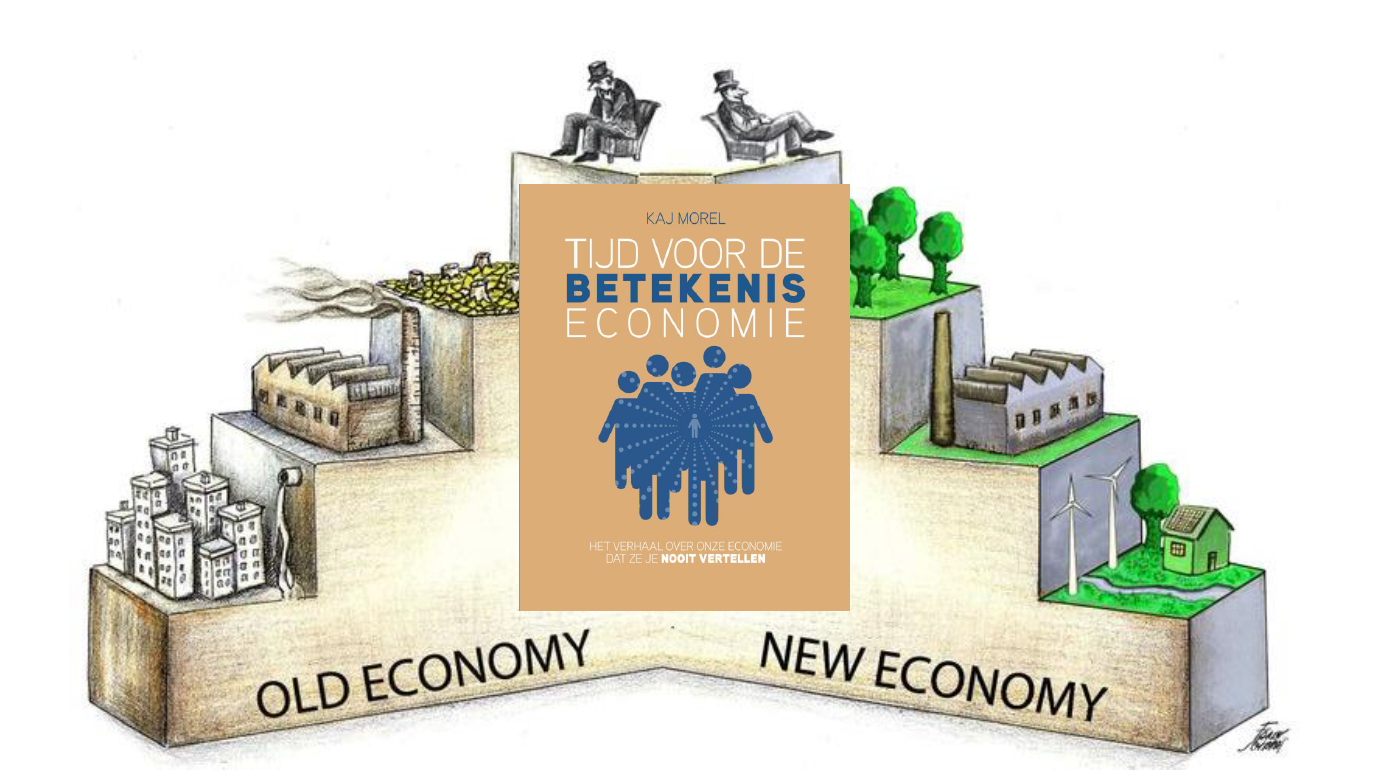 KAJ MOREL
TIJD VOOR DE
BETEKENIS
ECONOMIE
HET VERHAAL OVER ONZE ECONOMIE
DAT ZE JE NOOIT VERTELLEN
OLD ECONOMY
NEW ECONOMY